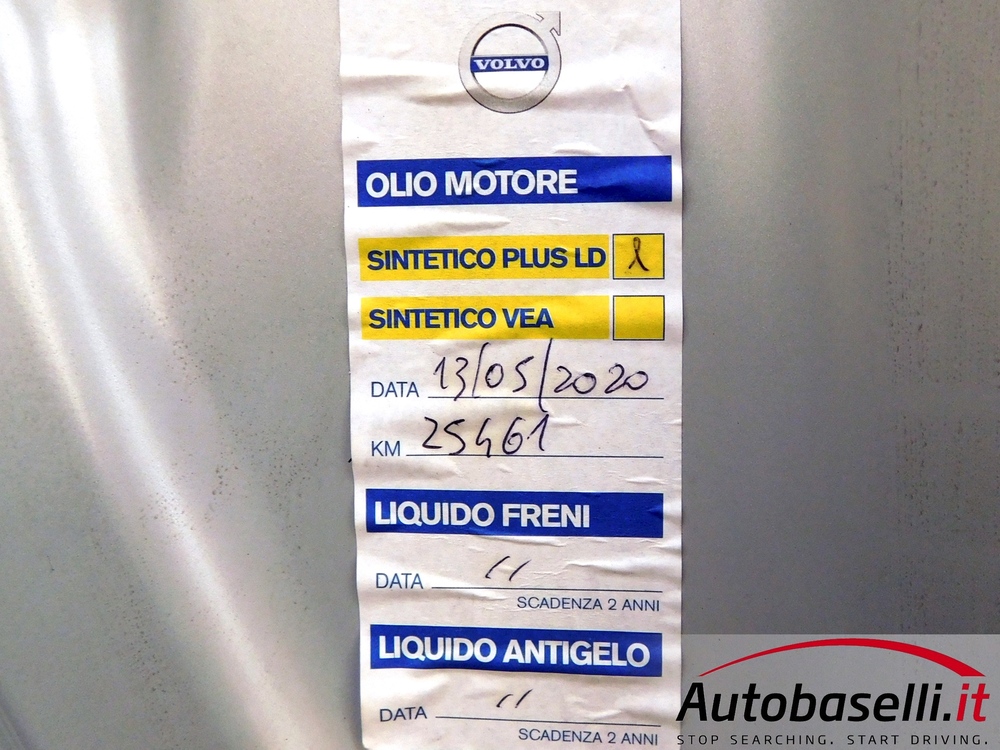 VOLVO
OLIO MOTORE
SINTETICO PLUS LD
SINTETICO VEA
DATA 13/05/2020
KM 25461
LIQUIDO FRENI
DATA //
SCADENZA 2 ANNI
LIQUIDO ANTIGELO
DATA //
SCADENZA 2 ANNI
Autobaselli.it
STOP SEARCHING. START DRIVING.